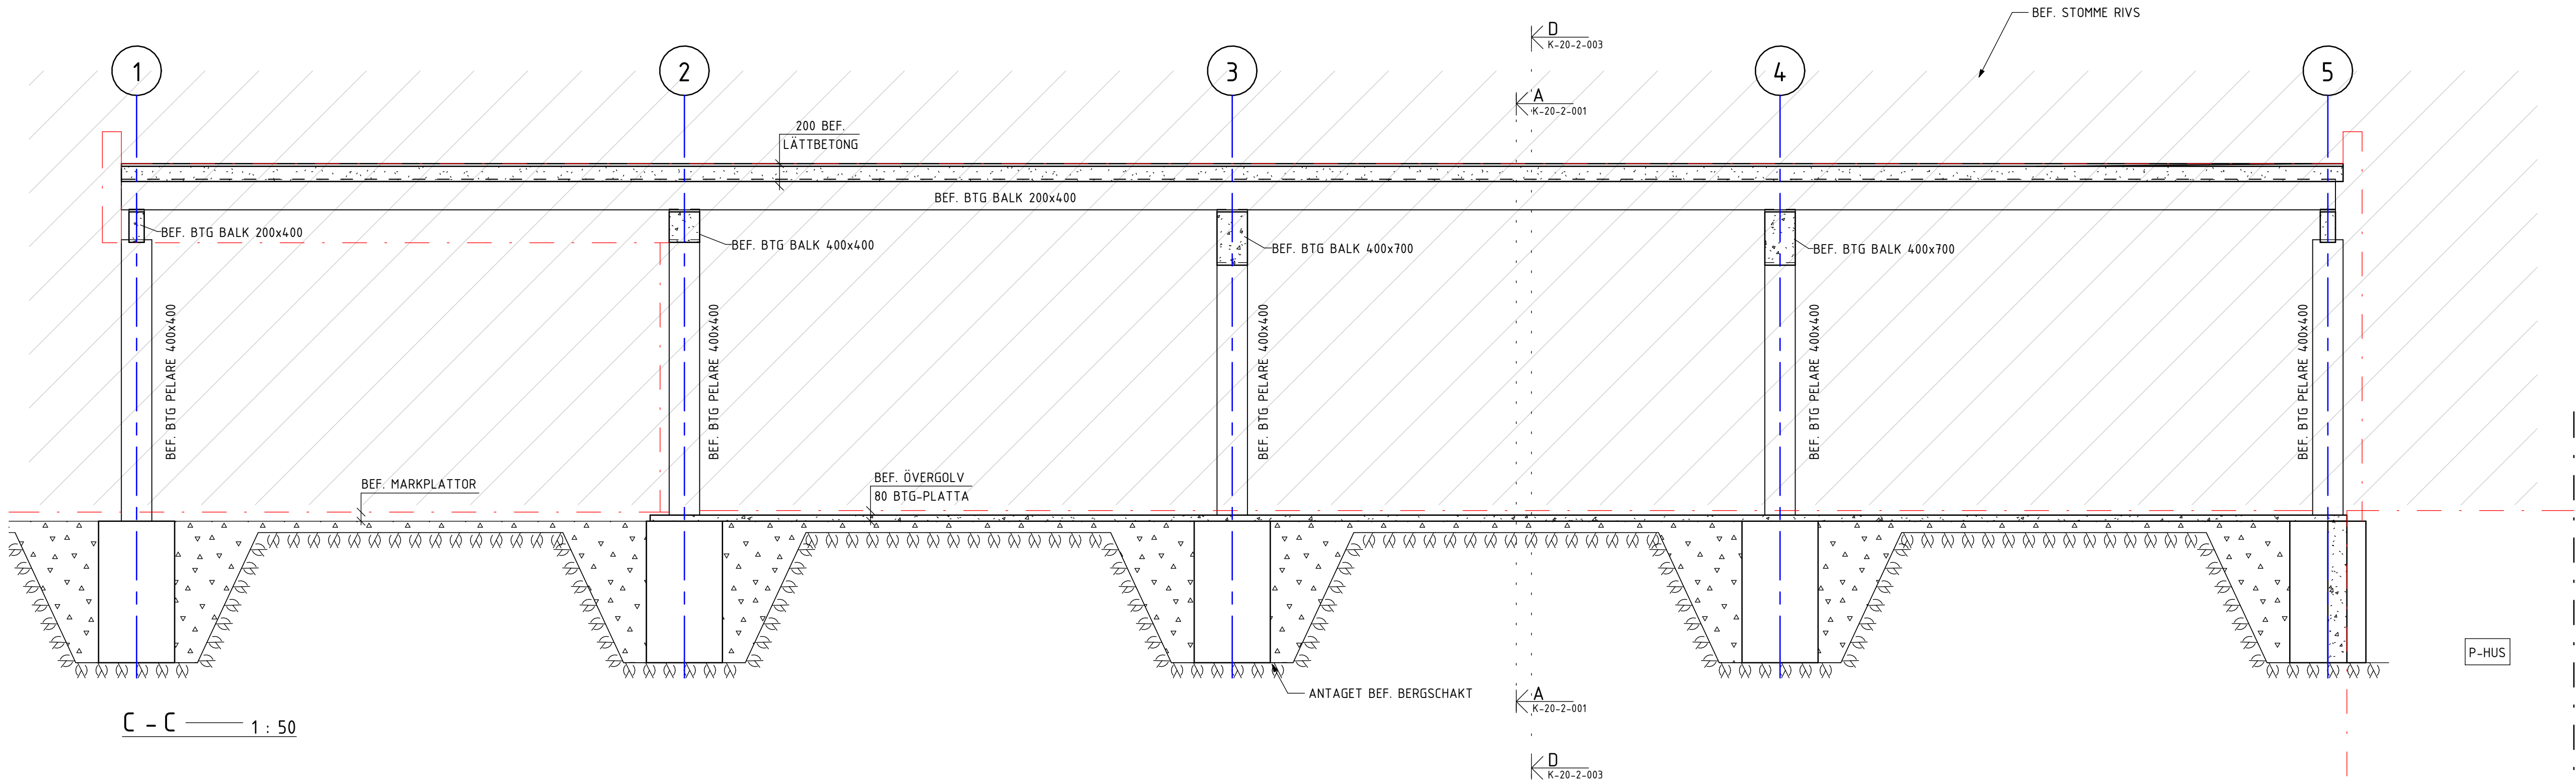 BEF. STOMME RIVS
D
K-20-2-003
1
2
3
4
5
A
K-20-2-001
200 BEF.
LÄTTBETONG
BEF. BTG BALK 200x400
BEF. BTG BALK 200x400
BEF. BTG BALK 400x400
BEF. BTG BALK 400x700
BEF. BTG BALK 400x700
BEF. BTG PELARE 400x400
BEF. BTG PELARE 400x400
BEF. BTG PELARE 400x400
BEF. BTG PELARE 400x400
BEF. BTG PELARE 400x400
BEF. MARKPLATTOR
BEF. ÖVERGOLV
80 BTG-PLATTA
P-HUS
ANTAGET BEF. BERGSCHAKT
A
K-20-2-001
C - C 1 : 50
D
K-20-2-003